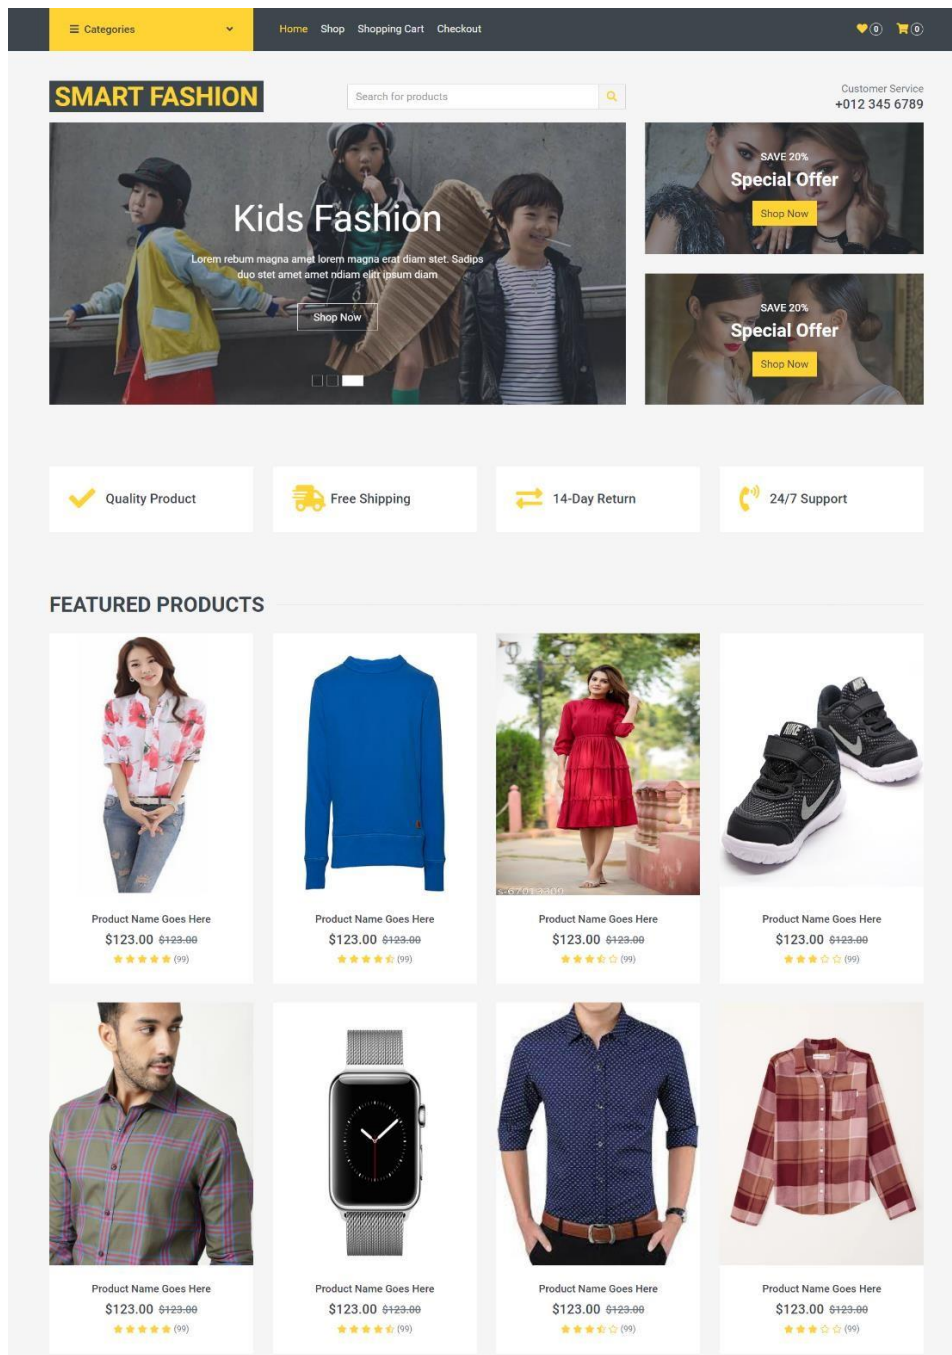 Categories
Home Shop Shopping Cart Checkout
0 0
SMART FASHION
Search for products
Customer Service
+012 345 6789
Kids Fashion
Lorem rebum magna amet lorem magna erat diam stet. Sadips
duo stet amet amet ndiam elitr ipsum diam
Shop Now
SAVE 20%
Special Offer
Shop Now
SAVE 20%
Special Offer
Shop Now
Quality Product
Free Shipping
14-Day Return
24/7 Support
FEATURED PRODUCTS
NIKE
Product Name Goes Here
$123.00 $123.00
(99)
Product Name Goes Here
$123.00 $123.00
(99)
Product Name Goes Here
$123.00 $123.00
(99)
Product Name Goes Here
$123.00 $123.00
(99)
Product Name Goes Here
$123.00 $123.00
(99)
Product Name Goes Here
$123.00 $123.00
(99)
Product Name Goes Here
$123.00 $123.00
(99)
Product Name Goes Here
$123.00 $123.00
(99)